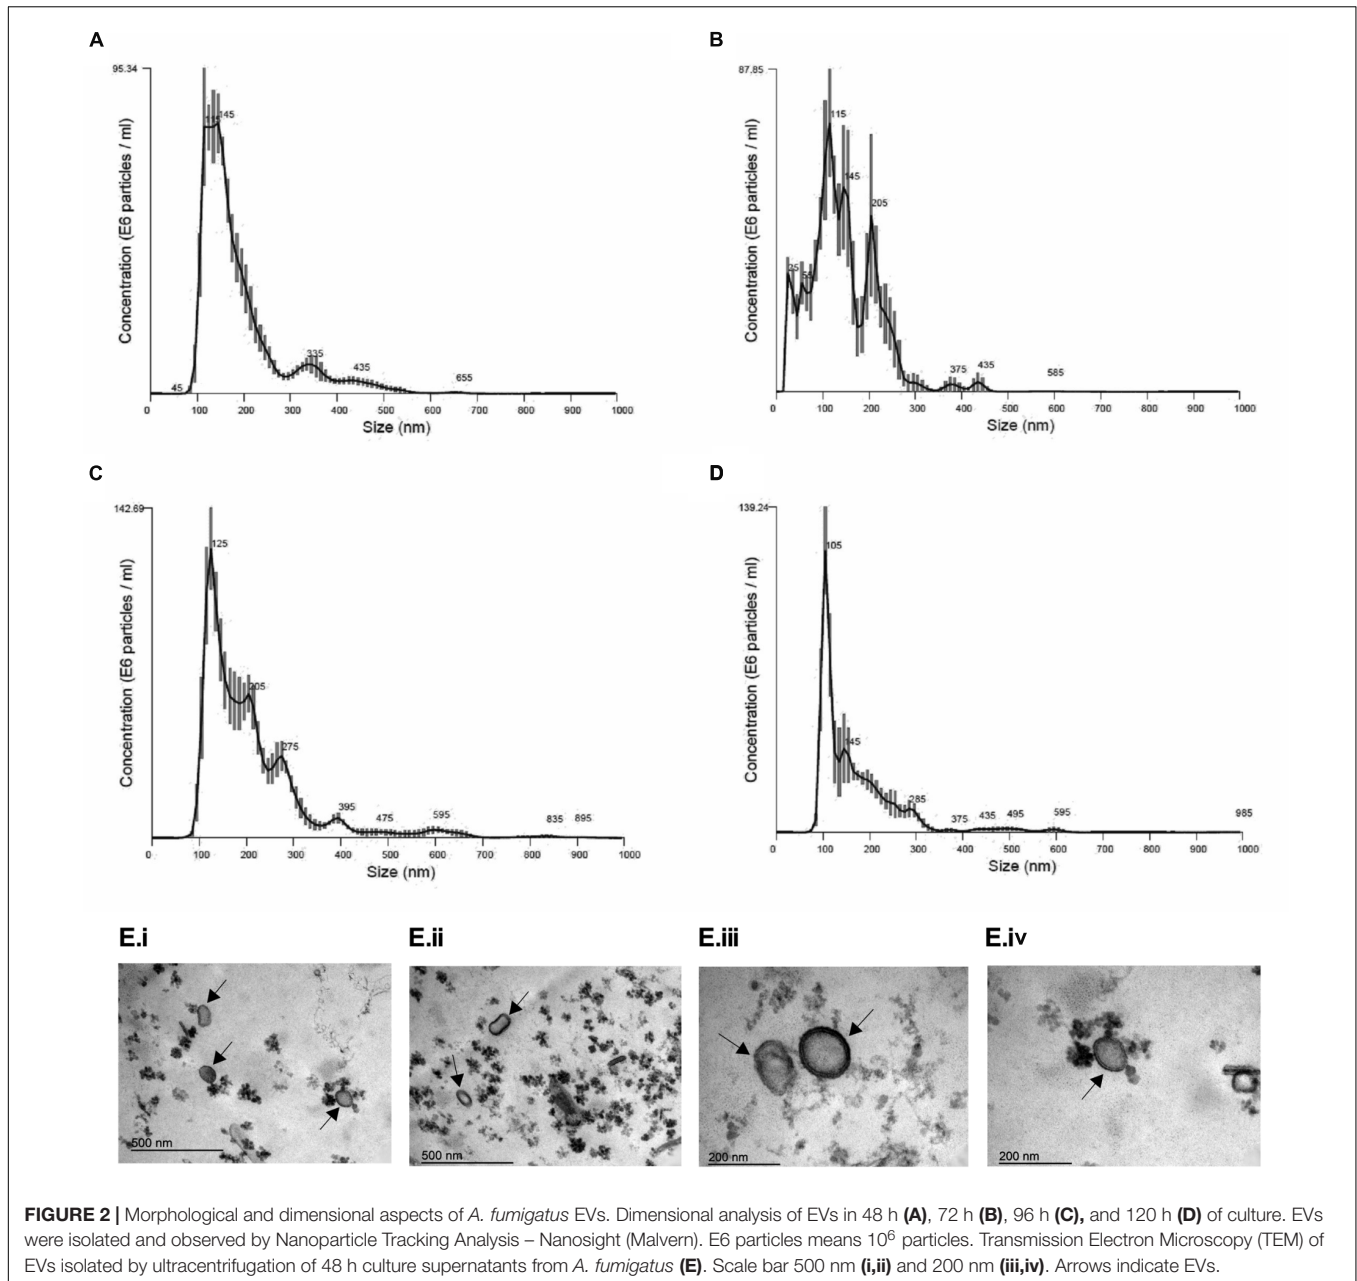 A
95.34
Concentration (E6 particles / ml)
115
145
45
335
435
655
0 100 200 300 400 500 600 700 800 900 1000
Size (nm)
B
87.85
Concentration (E6 particles / ml)
25
55
115
145
205
375
435
585
0 100 200 300 400 500 600 700 800 900 1000
Size (nm)
C
142.69
Concentration (E6 particles / ml)
125
205
275
395
475
595
835
895
0 100 200 300 400 500 600 700 800 900 1000
Size (nm)
D
139.24
Concentration (E6 particles / ml)
105
145
285
375
435
495
595
985
0 100 200 300 400 500 600 700 800 900 1000
Size (nm)
E.i
500 nm
E.ii
500 nm
E.iii
200 nm
E.iv
200 nm
FIGURE 2 | Morphological and dimensional aspects of A. fumigatus EVs. Dimensional analysis of EVs in 48 h (A), 72 h (B), 96 h (C), and 120 h (D) of culture. EVs
were isolated and observed by Nanoparticle Tracking Analysis – Nanosight (Malvern). E6 particles means 10⁶ particles. Transmission Electron Microscopy (TEM) of
EVs isolated by ultracentrifugation of 48 h culture supernatants from A. fumigatus (E). Scale bar 500 nm (i,ii) and 200 nm (iii,iv). Arrows indicate EVs.